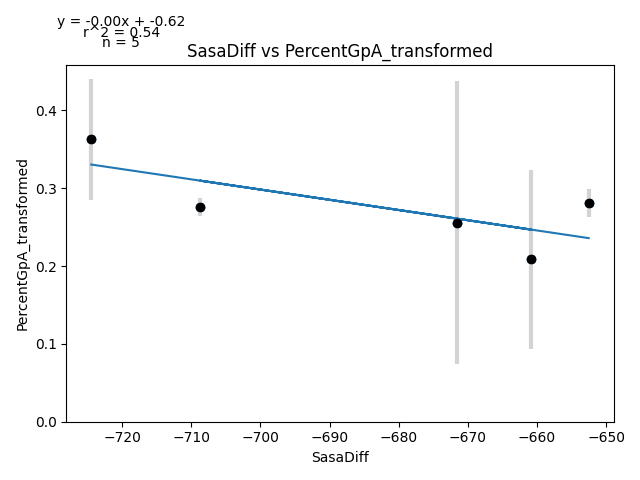 y = -0.00x + -0.62
r^2 = 0.54
n = 5
SasaDiff vs PercentGpA_transformed
PercentGpA_transformed
0.4
0.3
0.2
0.1
0.0
−720 −710 −700 −690 −680 −670 −660 −650
SasaDiff